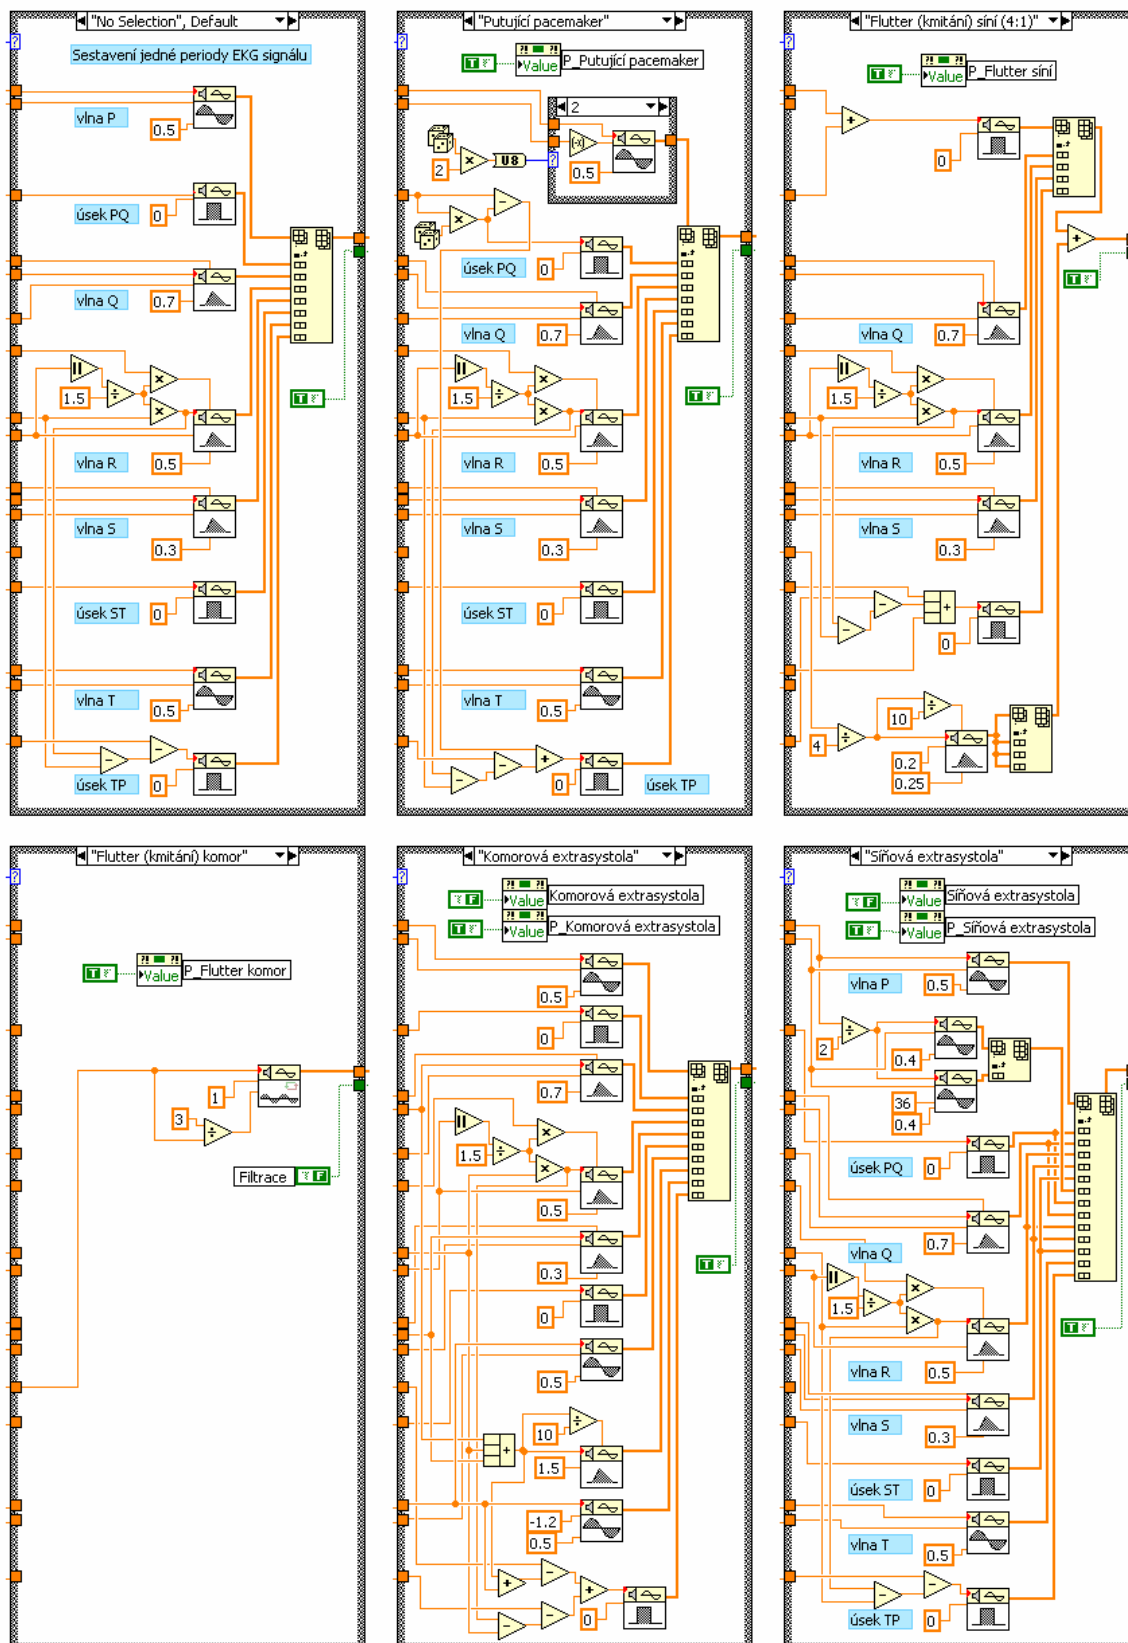 "No Selection", Default
?
Sestavení jedné periody EKG signálu
vlna P
0.5
úsek PQ
0
vlna Q
0.7
1.5
T F
vlna R
0.5
vlna S
0.3
úsek ST
0
vlna T
0.5
úsek TP
0
"Putující pacemaker"
?
T F
Value
P_Putující pacemaker
2
2
U8
?
0.5
úsek PQ
0
vlna Q
0.7
1.5
T F
vlna R
0.5
vlna S
0.3
úsek ST
0
vlna T
0.5
0
úsek TP
"Flutter (kmitání) síní (4:1)"
?
T F
Value
P_Flutter síní
0
T F
vlna Q
0.7
1.5
vlna R
0.5
vlna S
0.3
0
10
4
0.2
0.25
"Flutter (kmitání) komor"
?
T F
Value
P_Flutter komor
1
3
Filtrace
T F
"Komorová extrasystola"
?
T F
Value
Komorová extrasystola
T F
Value
P_Komorová extrasystola
0.5
0
0.7
1.5
0.5
0.3
T F
0
0.5
10
1.5
-1.2
0.5
0
"Síňová extrasystola"
?
T F
Value
Síňová extrasystola
T F
Value
P_Síňová extrasystola
vlna P
0.5
2
0.4
36
0.4
úsek PQ
0
0.7
vlna Q
1.5
T F
vlna R
0.5
vlna S
0.3
úsek ST
0
vlna T
0.5
úsek TP
0